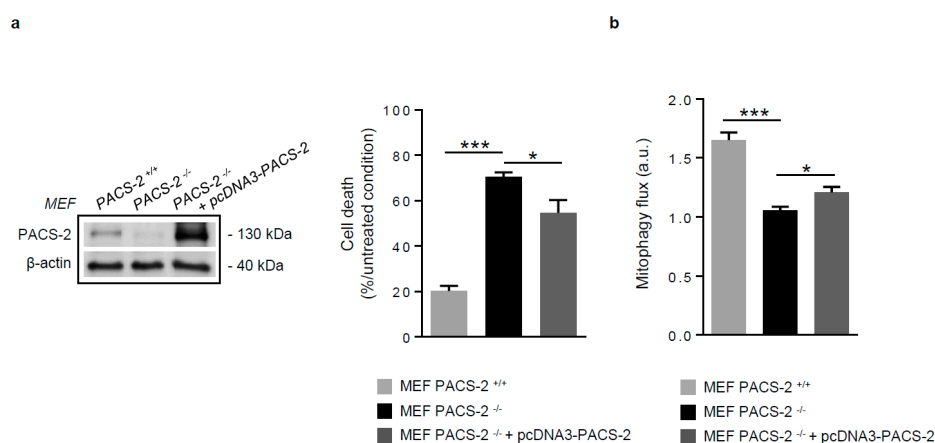 a
MEF
PACS-2 +/+
PACS-2 -/-
PACS-2 -/-
+ pcDNA3-PACS-2
PACS-2
- 130 kDa
β-actin
- 40 kDa
Cell death
(%/untreated condition)
100
80
60
40
20
0
***
*
MEF PACS-2 +/+
MEF PACS-2 -/-
MEF PACS-2 -/- + pcDNA3-PACS-2
b
Mitophagy flux (a.u.)
2.0
1.5
1.0
0.5
0.0
***
*
MEF PACS-2 +/+
MEF PACS-2 -/-
MEF PACS-2 -/- + pcDNA3-PACS-2